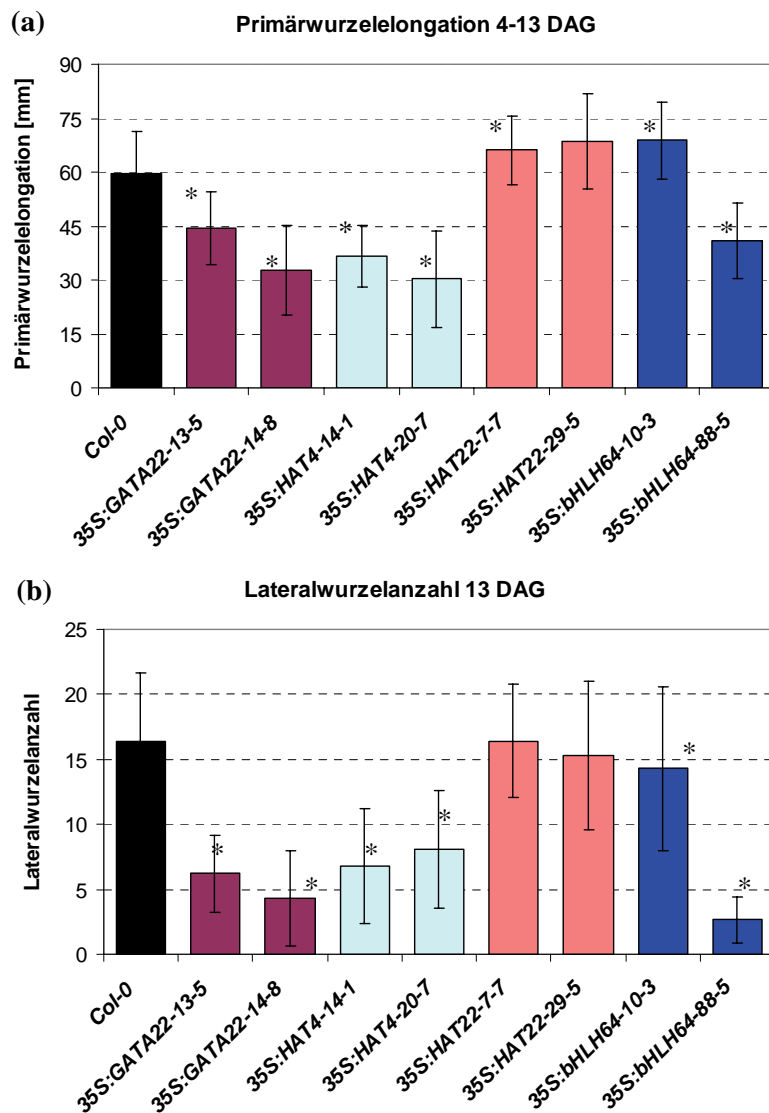 (a)
Primärwurzelelongation 4-13 DAG
Primärwurzelelongation [mm]
90
75
60
45
30
15
0
* * * * * * *
Col-0
35S:GATA22-13-5
35S:GATA22-14-8
35S:HAT4-14-1
35S:HAT4-20-7
35S:HAT22-7-7
35S:HAT22-29-5
35S:bHLH64-10-3
35S:bHLH64-88-5
(b)
Lateralwurzelanzahl 13 DAG
Lateralwurzelanzahl
25
20
15
10
5
0
* * * * * *
Col-0
35S:GATA22-13-5
35S:GATA22-14-8
35S:HAT4-14-1
35S:HAT4-20-7
35S:HAT22-7-7
35S:HAT22-29-5
35S:bHLH64-10-3
35S:bHLH64-88-5